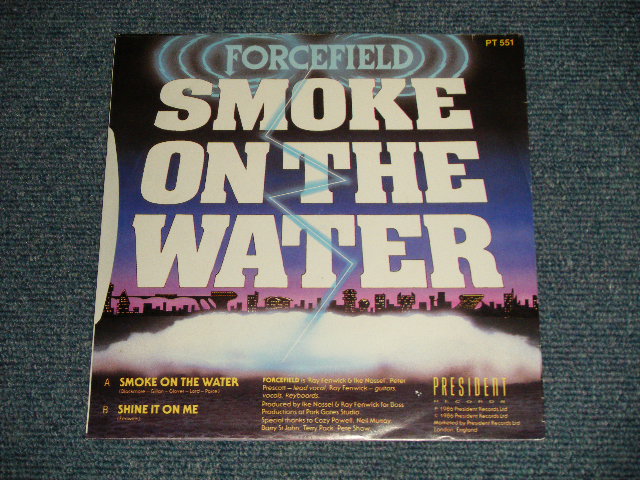 FORCEFIELD
PT 551
SMOKE
ON THE
WATER
A SMOKE ON THE WATER
(Blackmore - Gillan - Glover - Lord - Paice)
B SHINE IT ON ME
(Fenwick)
FORCEFIELD is Ray Fenwick & Ike Nossel. Peter
Prescott – lead vocal, Ray Fenwick – guitars,
vocals, keyboards.
Produced by Ike Nossel & Ray Fenwick for Boss
Productions at Park Gates Studio.
Special thanks to Cozy Powell, Neil Murray,
Barry St John, Terry Pack, Pete Shaw.
PRESIDENT
RECORDS
P 1986 President Records Ltd
© 1986 President Records Ltd
Marketed by President Records Ltd
London, England